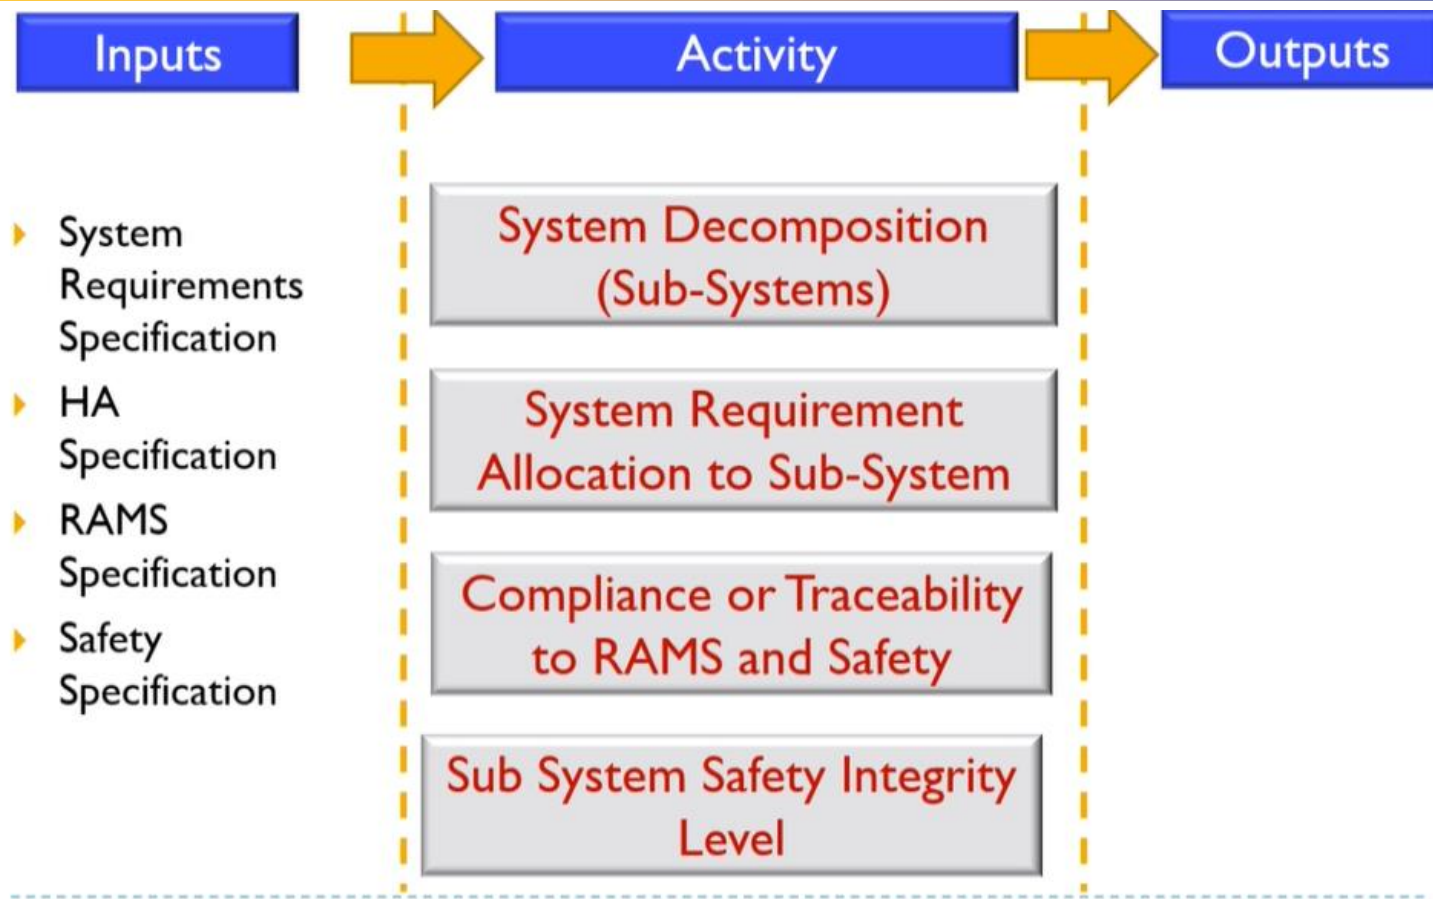 Inputs
Activity
Outputs
System
Requirements
Specification
HA
Specification
RAMS
Specification
Safety
Specification
System Decomposition
(Sub-Systems)
System Requirement
Allocation to Sub-System
Compliance or Traceability
to RAMS and Safety
Sub System Safety Integrity
Level